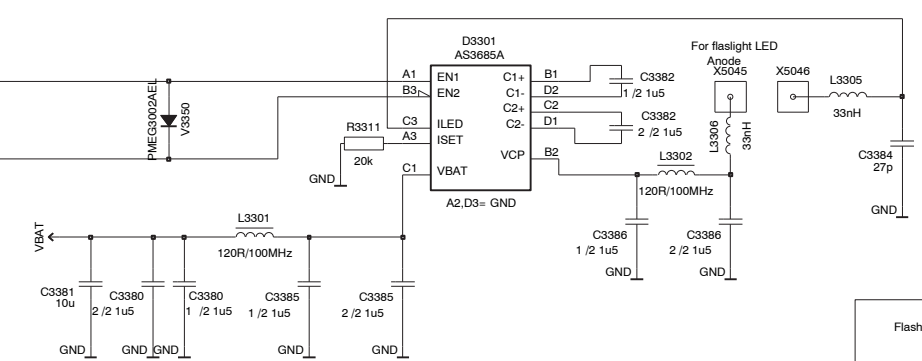 D3301
AS3685A
For flaslight LED
Anode
X5045
X5046
L3305
33nH
A1
EN1
C1+
B1
C3382
1 /2 1u5
B3
EN2
C1-
D2
C2+
C2
C3382
2 /2 1u5
PMEG3002AEL
V3350
C3
ILED
C2-
D1
R3311
20k
A3
ISET
L3306
33nH
VCP
B2
L3302
120R/100MHz
C3384
27p
GND
GND
C1
VBAT
A2,D3= GND
VBAT
L3301
120R/100MHz
C3386
1 /2 1u5
C3386
2 /2 1u5
GND
GND
C3381
10u
C3380
2 /2 1u5
C3380
1 /2 1u5
C3385
1 /2 1u5
C3385
2 /2 1u5
GND
GND
GND
GND
GND
Flash